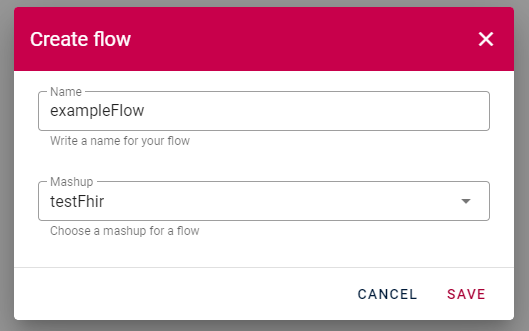 Create flow
Name
exampleFlow
Write a name for your flow
Mashup
testFhir
Choose a mashup for a flow
CANCEL SAVE